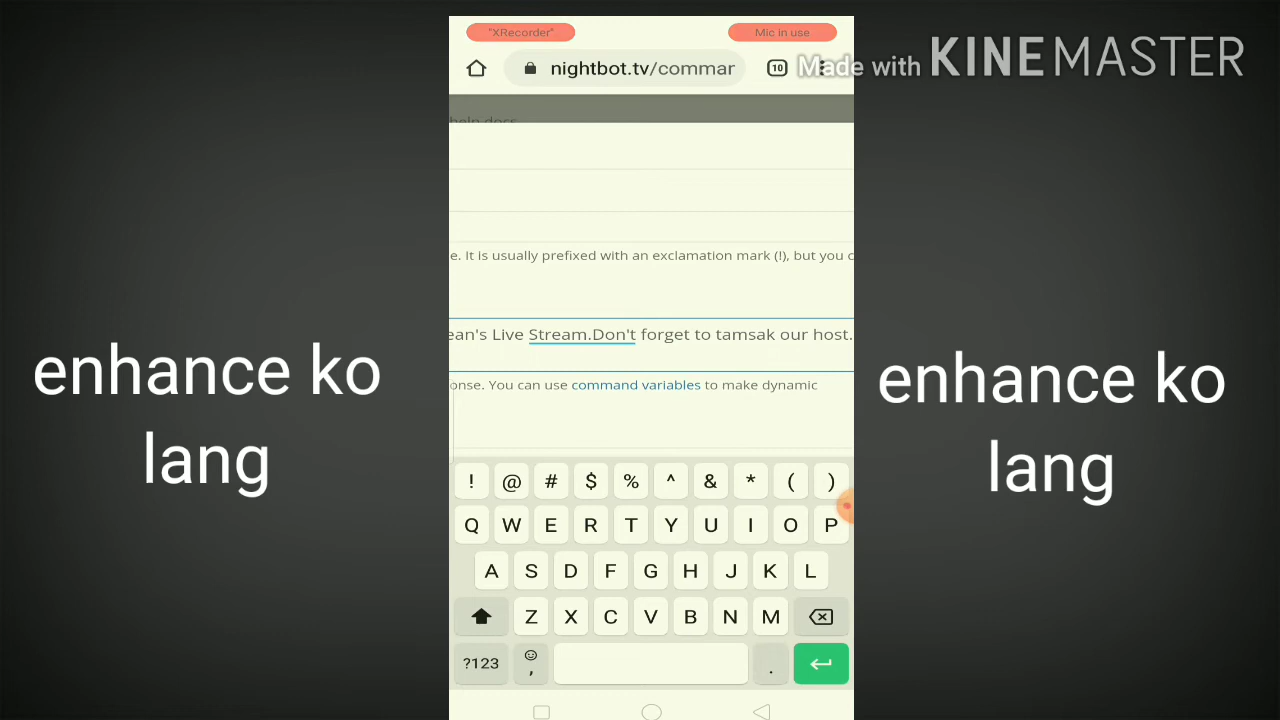 "XRecorder"
Mic in use
nightbot.tv/commar
10
Made with KINEMASTER
help docs
e. It is usually prefixed with an exclamation mark (!), but you c
ean's Live Stream.Don't forget to tamsak our host.
onse. You can use command variables to make dynamic
enhance ko
lang
enhance ko
lang
! @ # $ % ^ & * ( )
Q W E R T Y U I O P
A S D F G H J K L
Z X C V B N M
?123 , .